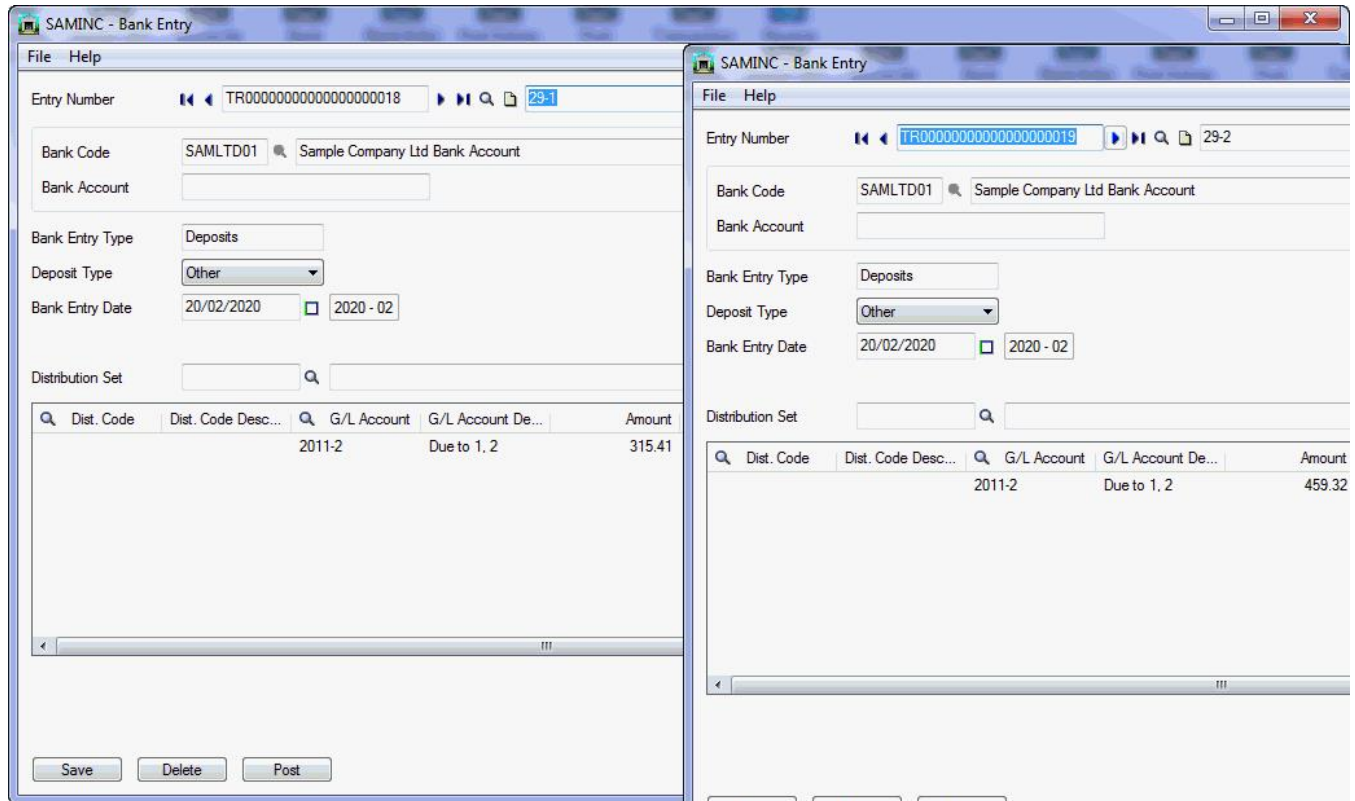 SAMINC - Bank Entry
File Help
Entry Number TR00000000000000000018 29-1
Bank Code SAMLTD01 Sample Company Ltd Bank Account
Bank Account
Bank Entry Type Deposits
Deposit Type Other
Bank Entry Date 20/02/2020 2020 - 02
Distribution Set
Dist. Code Dist. Code Desc... G/L Account G/L Account De... Amount
2011-2 Due to 1, 2 315.41
Save Delete Post
SAMINC - Bank Entry
File Help
Entry Number TR00000000000000000019 29-2
Bank Code SAMLTD01 Sample Company Ltd Bank Account
Bank Account
Bank Entry Type Deposits
Deposit Type Other
Bank Entry Date 20/02/2020 2020 - 02
Distribution Set
Dist. Code Dist. Code Desc... G/L Account G/L Account De... Amount
2011-2 Due to 1, 2 459.32